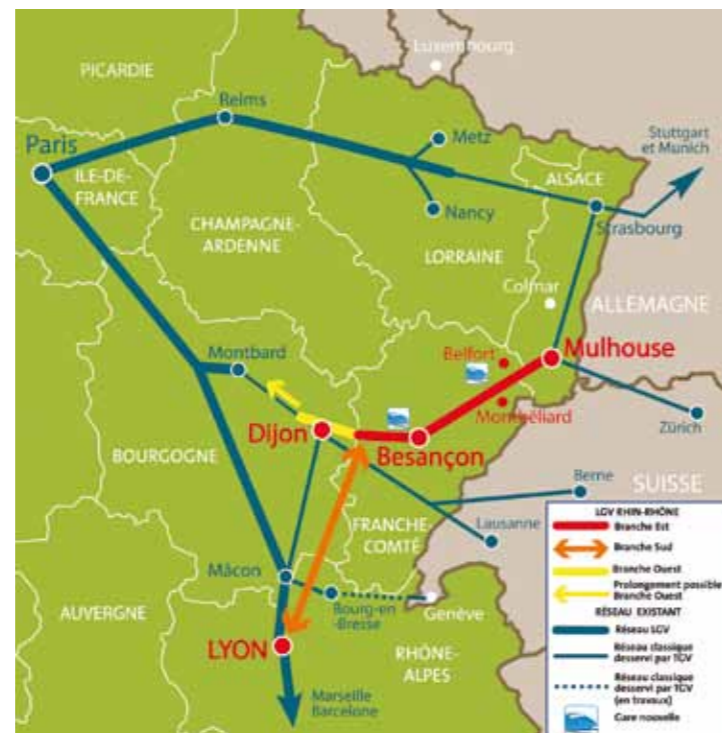 Luxembourg
PICARDIE
Reims
Metz
Stuttgart
et Munich
Paris
ILE-DE-
FRANCE
ALSACE
CHAMPAGNE-
ARDENNE
Nancy
Strasbourg
LORRAINE
Colmar
ALLEMAGNE
Montbard
Belfort
Mulhouse
Montbéliard
Dijon
Besançon
Zürich
BOURGOGNE
Berne
SUISSE
FRANCHE-
COMTÉ
Lausanne
Mâcon
AUVERGNE
Bourg-en
-Bresse
Genève
LYON
RHÔNE-
ALPES
Marseille
Barcelone
LGV RHIN-RHÔNE
Branche Est
Branche Sud
Branche Ouest
Prolongement possible
Branche Ouest
RÉSEAU EXISTANT
Réseau LGV
Réseau classique
desservi par TGV
Réseau classique
desservi par TGV
(en travaux)
Gare nouvelle